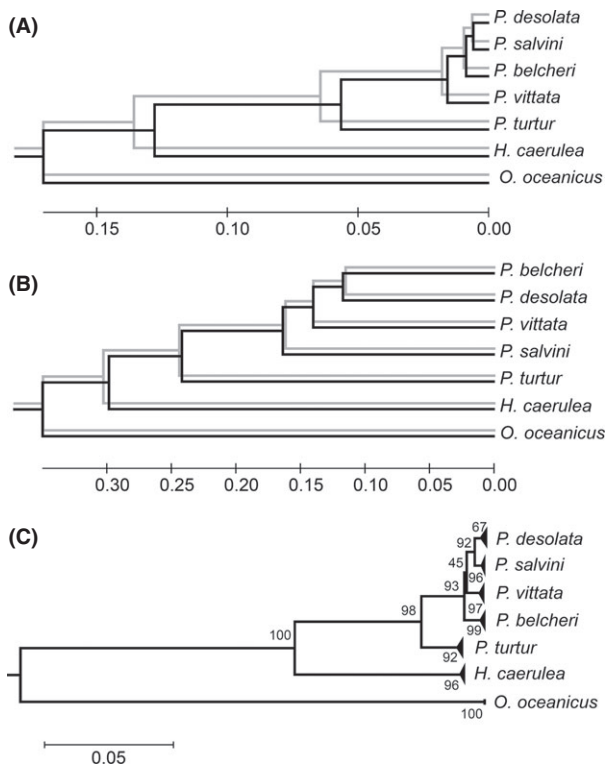 (A)
P. desolata
P. salvini
P. belcheri
P. vittata
P. turtur
H. caerulea
O. oceanicus
0.15 0.10 0.05 0.00
(B)
P. belcheri
P. desolata
P. vittata
P. salvini
P. turtur
H. caerulea
O. oceanicus
0.30 0.25 0.20 0.15 0.10 0.05 0.00
(C)
67
92 P. desolata
45 P. salvini
96
93 P. vittata
97
98 P. belcheri
99
100 P. turtur
92
H. caerulea
96
O. oceanicus
100
0.05